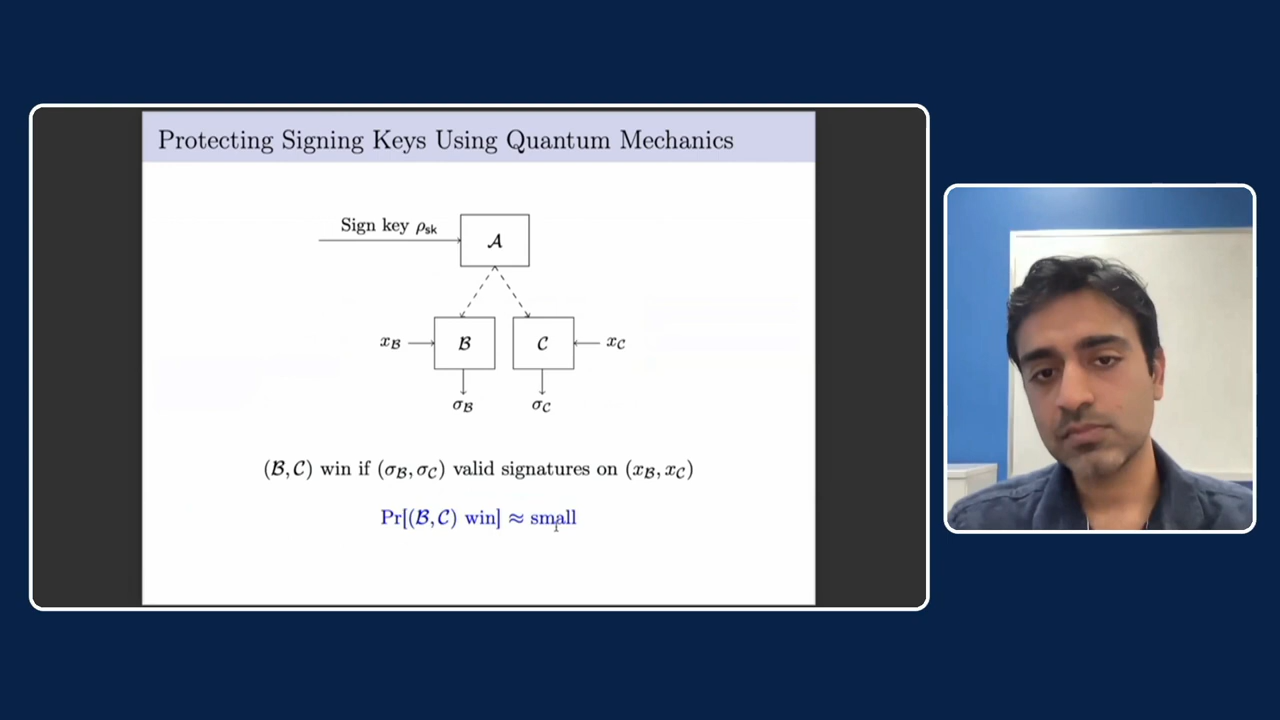 Protecting Signing Keys Using Quantum Mechanics
Sign key ρ_sk
𝒜
x_ℬ
ℬ
𝒞
x_𝒞
σ_ℬ
σ_𝒞
(ℬ, 𝒞) win if (σ_ℬ, σ_𝒞) valid signatures on (x_ℬ, x_𝒞)
Pr[(ℬ, 𝒞) win] ≈ small